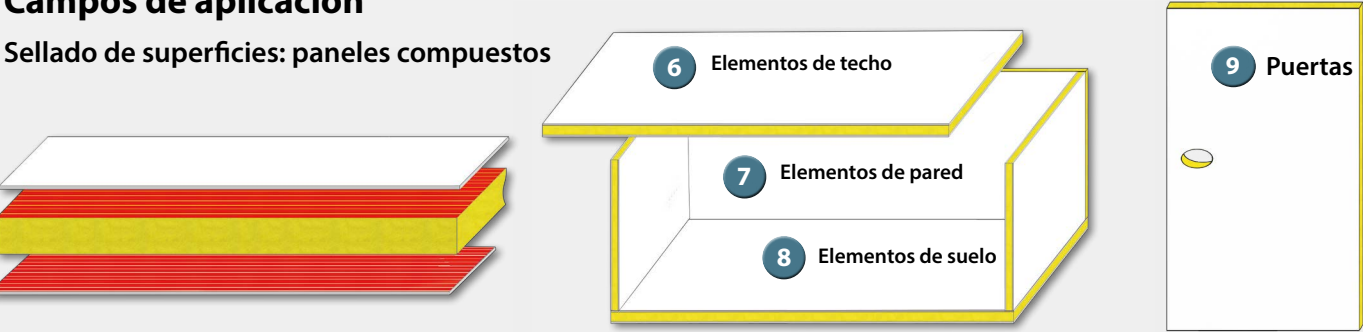 Campos de aplicación
Sellado de superficies: paneles compuestos
6 Elementos de techo
7 Elementos de pared
8 Elementos de suelo
9 Puertas